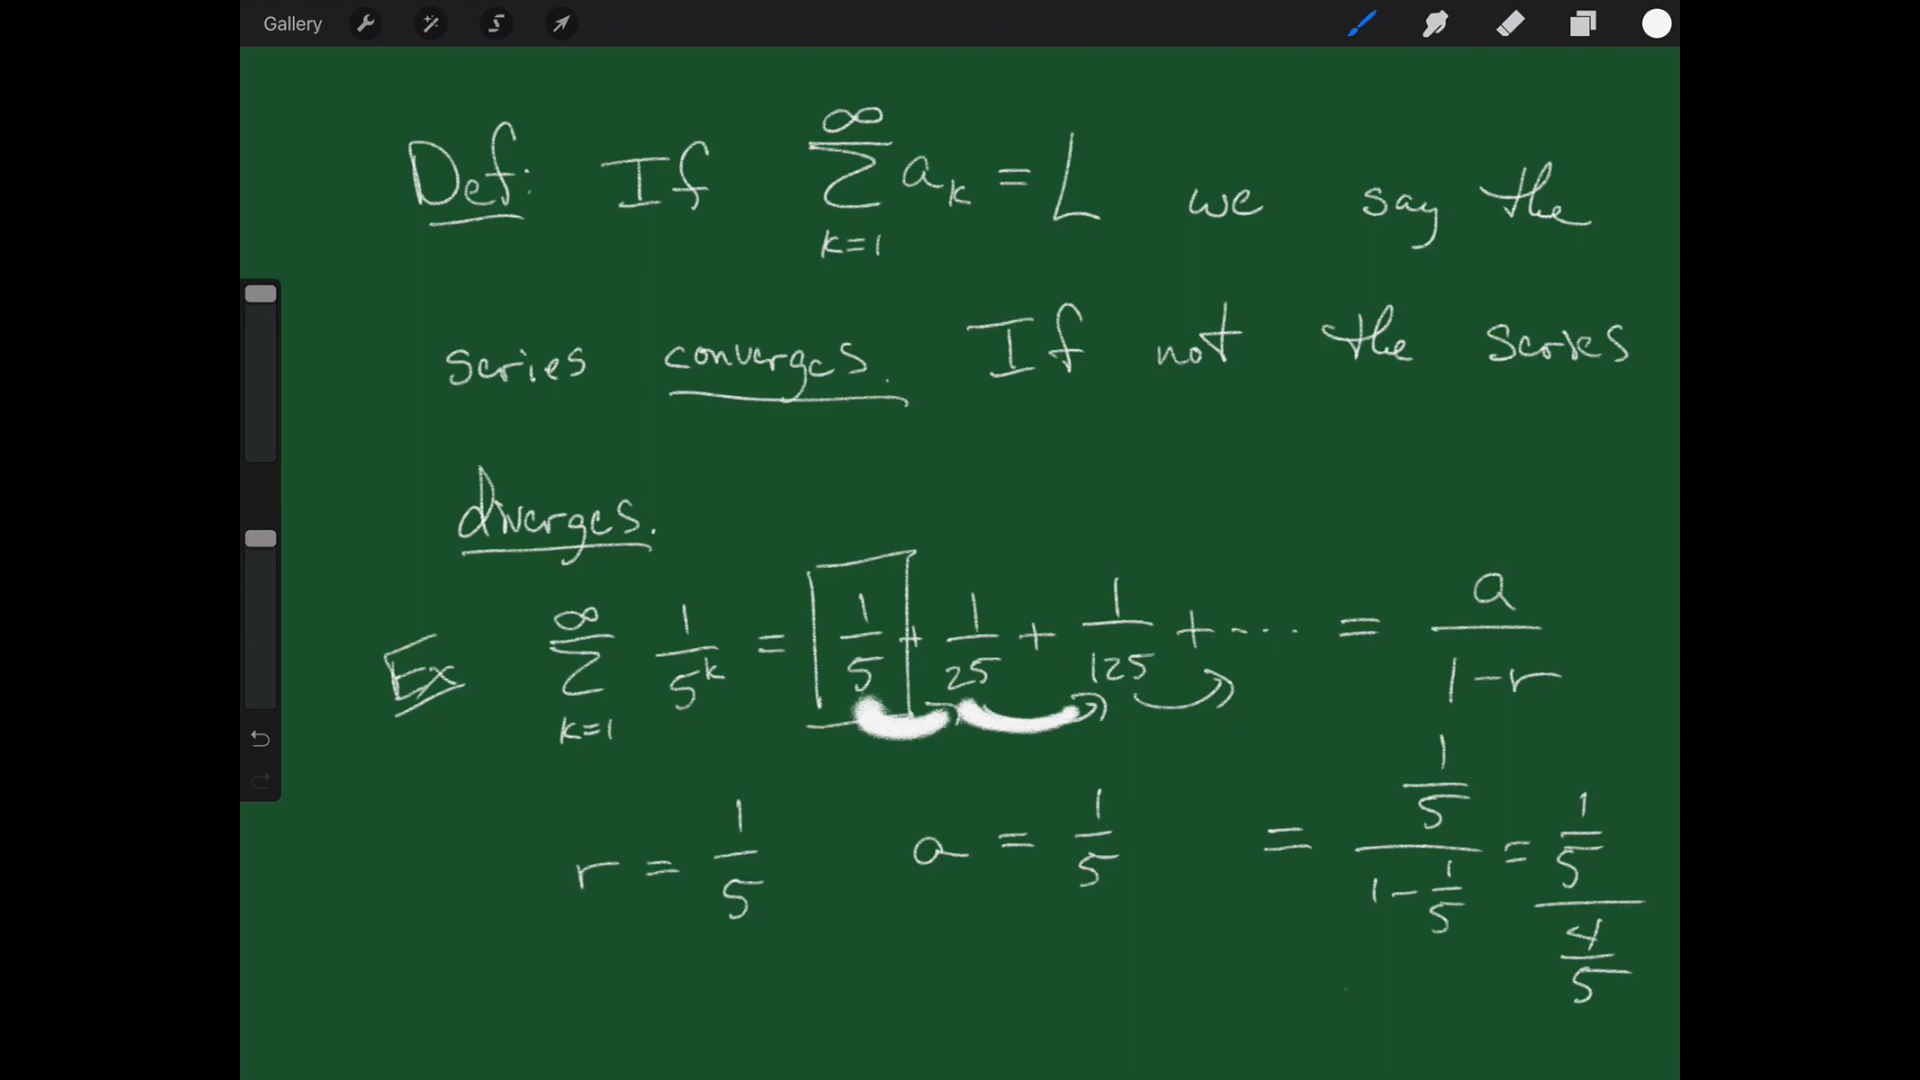 Gallery
Def: If ∞∑k=1 a_k = L we say the
series converges. If not the series
diverges.
Ex ∞∑k=1 1/5^k = 1/5 + 1/25 + 1/125 + ... = a/(1-r)
r = 1/5 a = 1/5 = (1/5)/(1-1/5) = (1/5)/(4/5)